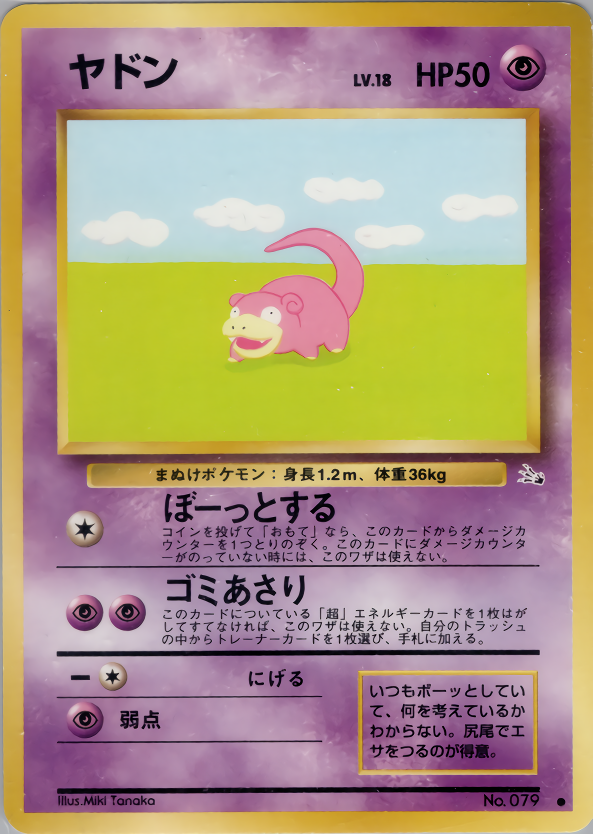 ヤドン
LV.18 HP50
まぬけポケモン：身長1.2m、体重36kg
ぼーっとする
コインを投げて「おもて」なら、このカードからダメージカ
ウンターを1つとりのぞく。このカードにダメージカウンタ
ーがのっていない時には、このワザは使えない。
ゴミあさり
このカードについている「超」エネルギーカードを1枚はが
してすてなければ、このワザは使えない。自分のトラッシュ
の中からトレーナーカードを1枚選び、手札に加える。
にげる
弱点
いつもボーッとしてい
て、何を考えているか
わからない。尻尾でエ
サをつるのが得意。
Illus.Miki Tanaka
No.079